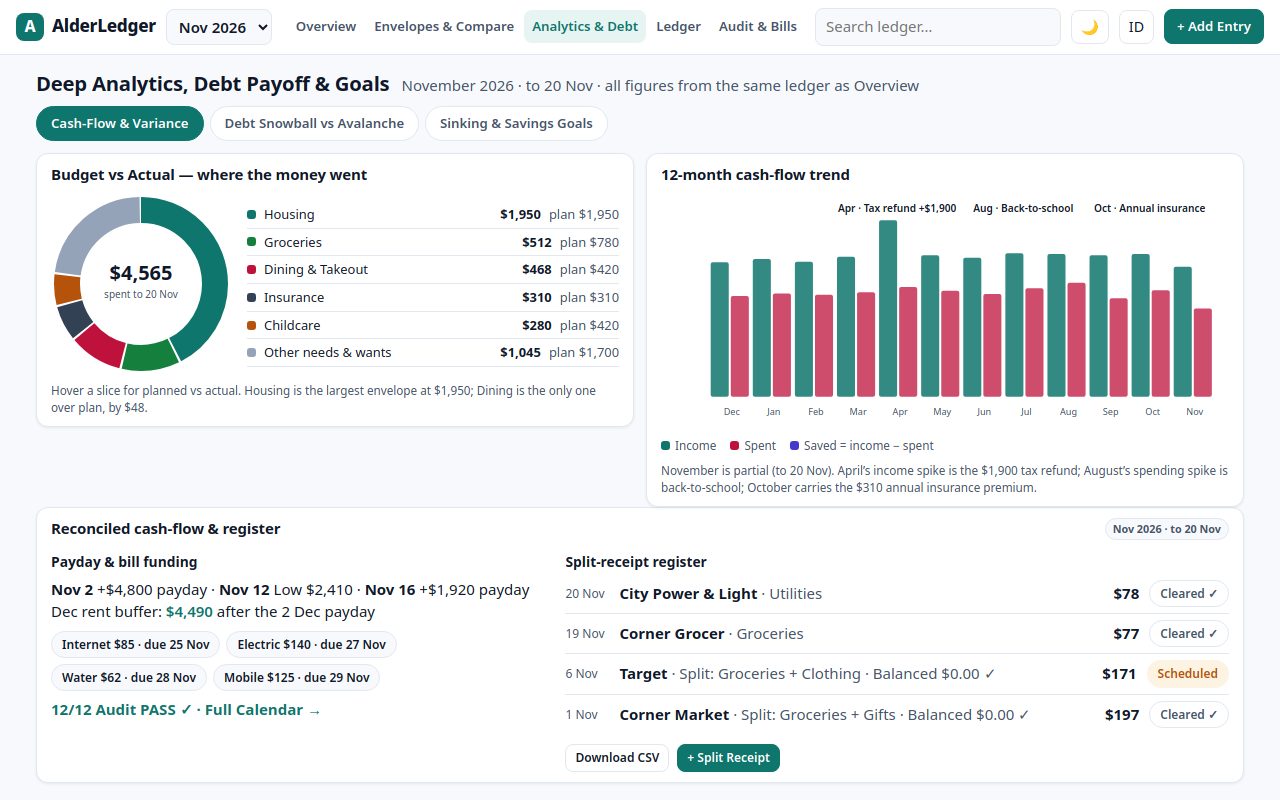 A AlderLedger Nov 2026 Overview Envelopes & Compare Analytics & Debt Ledger Audit & Bills Search ledger... 🌙 ID + Add Entry
Deep Analytics, Debt Payoff & Goals November 2026 · to 20 Nov · all figures from the same ledger as Overview
Cash-Flow & Variance Debt Snowball vs Avalanche Sinking & Savings Goals
Budget vs Actual — where the money went
$4,565
spent to 20 Nov
Housing $1,950 plan $1,950
Groceries $512 plan $780
Dining & Takeout $468 plan $420
Insurance $310 plan $310
Childcare $280 plan $420
Other needs & wants $1,045 plan $1,700
Hover a slice for planned vs actual. Housing is the largest envelope at $1,950; Dining is the only one
over plan, by $48.
12-month cash-flow trend
Apr · Tax refund +$1,900 Aug · Back-to-school Oct · Annual insurance
Dec Jan Feb Mar Apr May Jun Jul Aug Sep Oct Nov
Income Spent Saved = income − spent
November is partial (to 20 Nov). April's income spike is the $1,900 tax refund; August's spending spike is
back-to-school; October carries the $310 annual insurance premium.
Reconciled cash-flow & register Nov 2026 · to 20 Nov
Payday & bill funding
Nov 2 +$4,800 payday · Nov 12 Low $2,410 · Nov 16 +$1,920 payday
Dec rent buffer: $4,490 after the 2 Dec payday
Internet $85 · due 25 Nov Electric $140 · due 27 Nov
Water $62 · due 28 Nov Mobile $125 · due 29 Nov
12/12 Audit PASS ✓ · Full Calendar →
Split-receipt register
20 Nov City Power & Light · Utilities $78 Cleared ✓
19 Nov Corner Grocer · Groceries $77 Cleared ✓
6 Nov Target · Split: Groceries + Clothing · Balanced $0.00 ✓ $171 Scheduled
1 Nov Corner Market · Split: Groceries + Gifts · Balanced $0.00 ✓ $197 Cleared ✓
Download CSV + Split Receipt